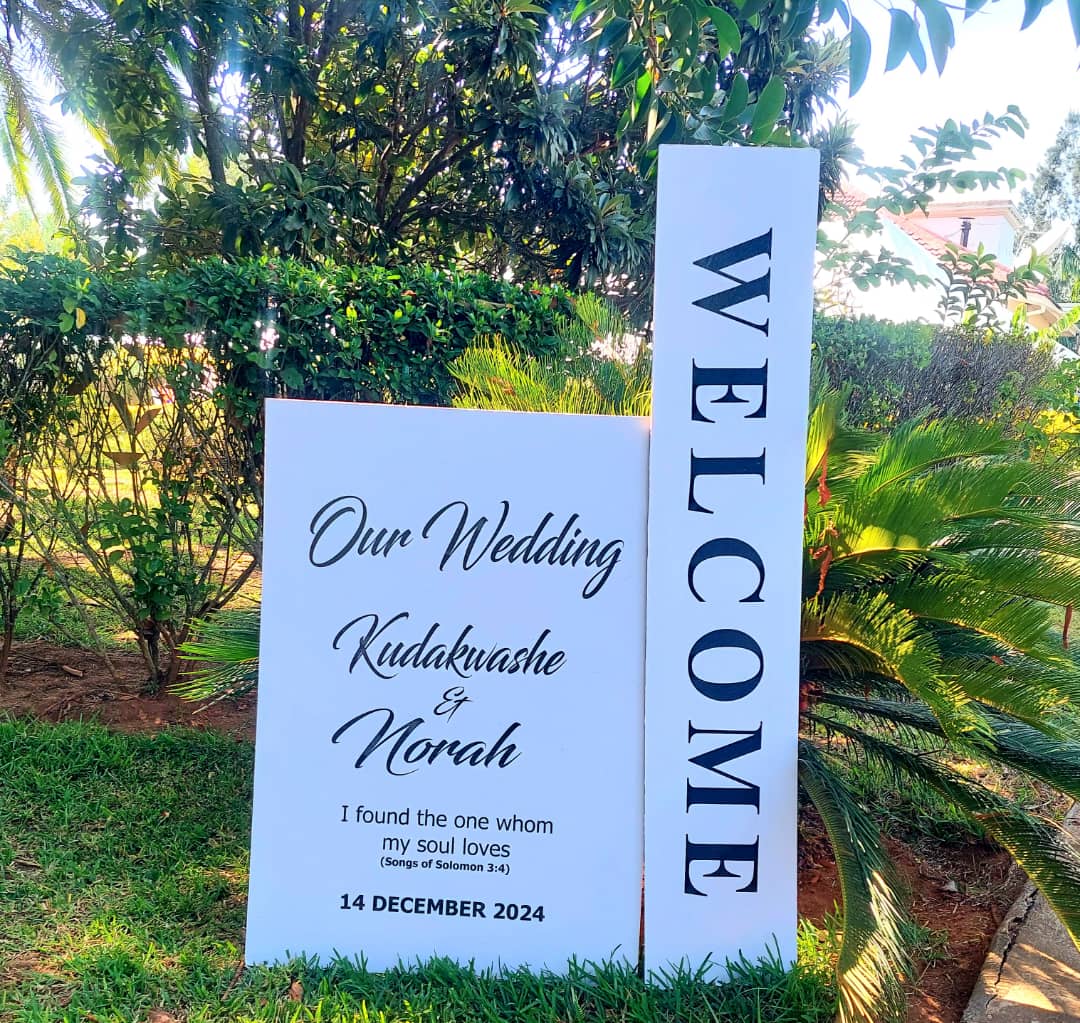 Our Wedding
Kudakwashe
&
Norah
I found the one whom
my soul loves
(Songs of Solomon 3:4)
14 DECEMBER 2024
WELCOME